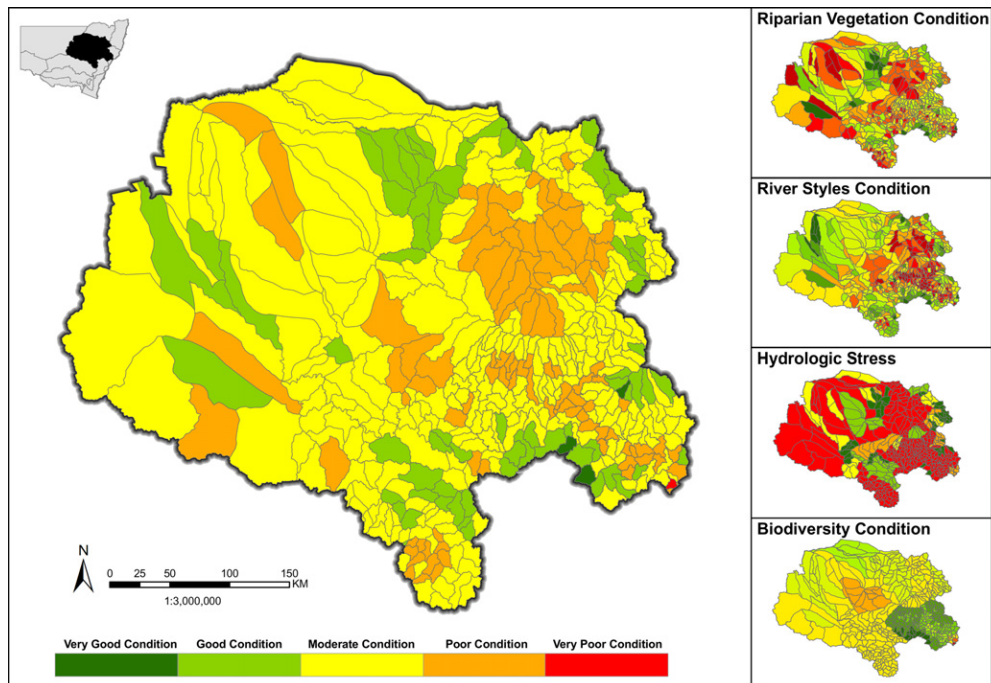 Riparian Vegetation Condition
River Styles Condition
Hydrologic Stress
Biodiversity Condition
N
0 25 50 100 150
KM
1:3,000,000
Very Good Condition Good Condition Moderate Condition Poor Condition Very Poor Condition